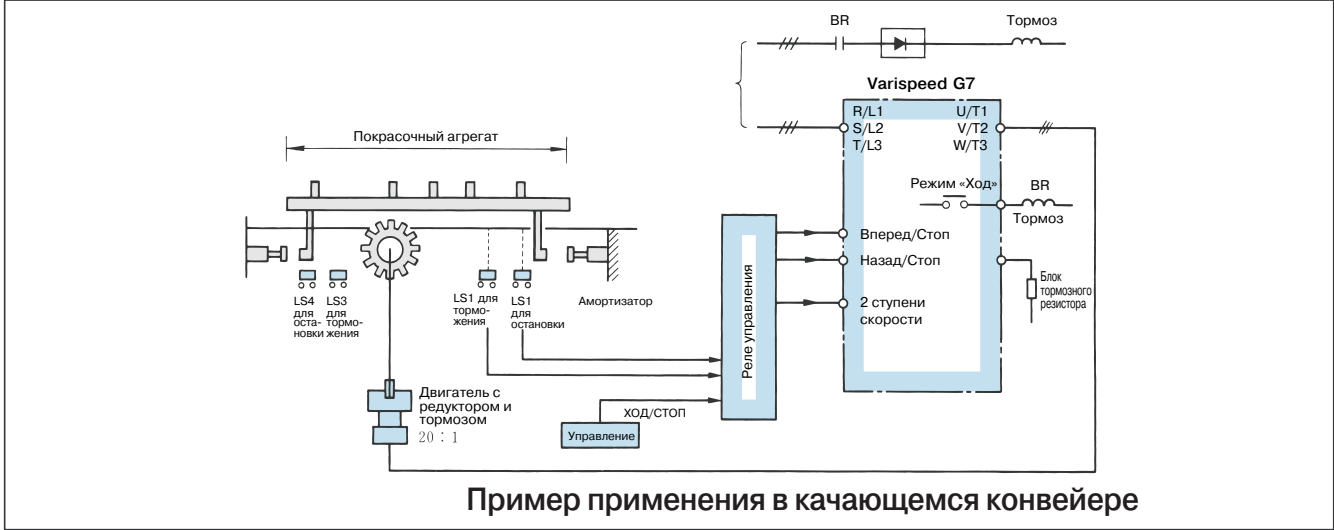 BR
Тормоз
Varispeed G7
R/L1
U/T1
S/L2
V/T2
T/L3
W/T3
Покрасочный агрегат
Режим «Ход»
BR
Тормоз
Вперед/Стоп
Назад/Стоп
2 ступени
скорости
Блок
тормозного
резистора
Реле управления
LS4
для
оста-
новки
LS3
для
тормо-
жения
LS1 для
тормо-
жения
LS1
для
остановки
Амортизатор
Двигатель с
редуктором и
тормозом
20 : 1
ХОД/СТОП
Управление
Пример применения в качающемся конвейере